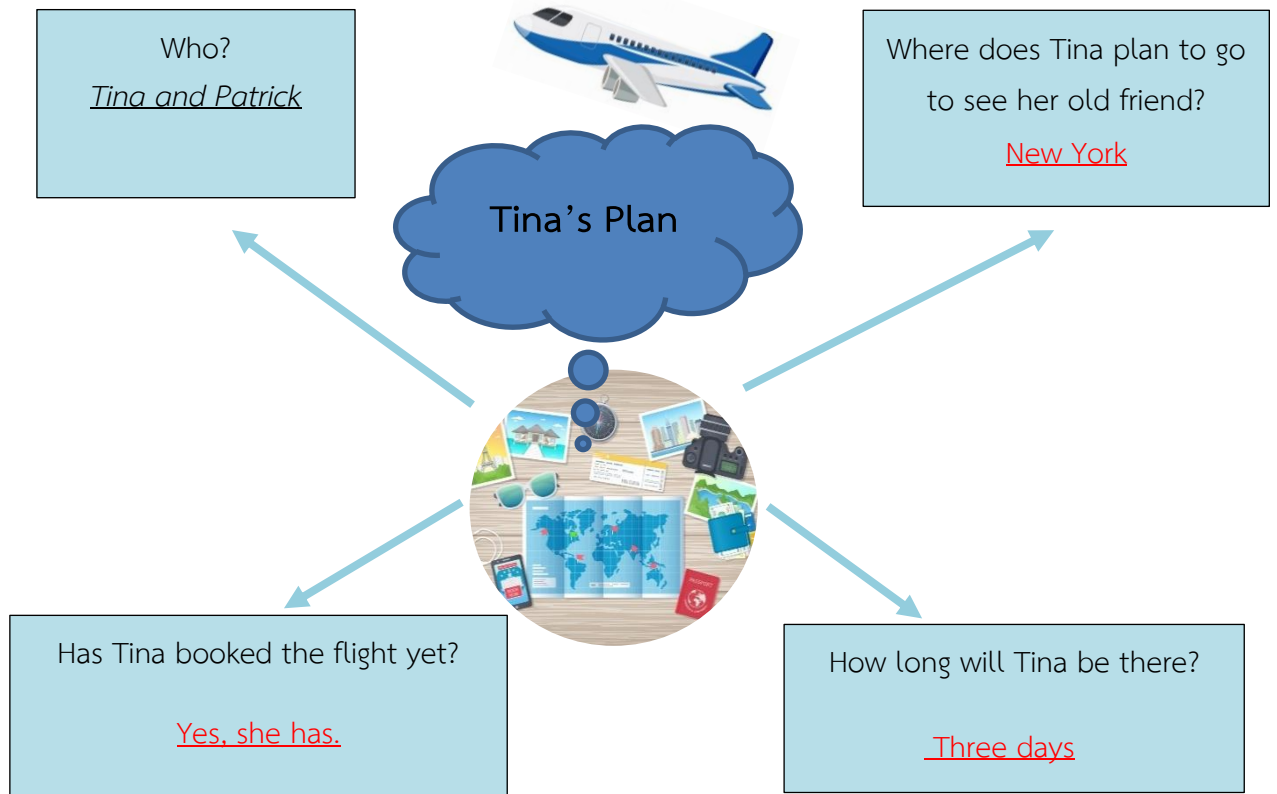 Who?
Tina and Patrick
Where does Tina plan to go
to see her old friend?
New York
Tina’s Plan
PASSPORT
Has Tina booked the flight yet?
Yes, she has.
How long will Tina be there?
Three days